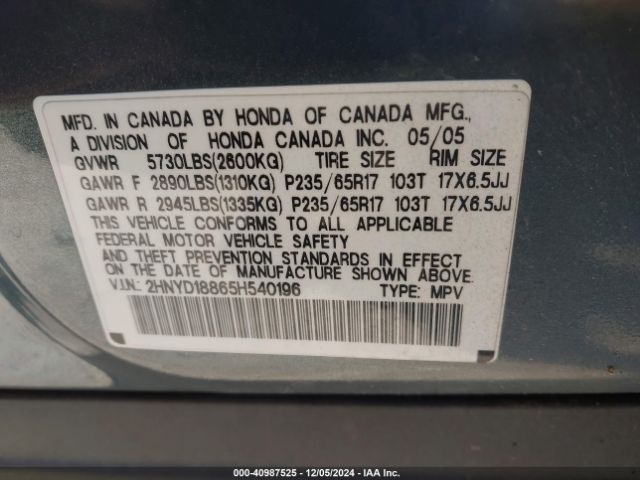 MFD. IN CANADA BY HONDA OF CANADA MFG.,
A DIVISION OF HONDA CANADA INC. 05/05
GVWR 5730LBS(2600KG) TIRE SIZE RIM SIZE
GAWR F 2890LBS(1310KG) P235/65R17 103T 17X6.5JJ
GAWR R 2945LBS(1335KG) P235/65R17 103T 17X6.5JJ
THIS VEHICLE CONFORMS TO ALL APPLICABLE
FEDERAL MOTOR VEHICLE SAFETY
AND THEFT PREVENTION STANDARDS IN EFFECT
ON THE DATE OF MANUFACTURE SHOWN ABOVE.
V.I.N.: 2HNYD18865H540196 TYPE: MPV
000-40987525 - 12/05/2024 - IAA Inc.